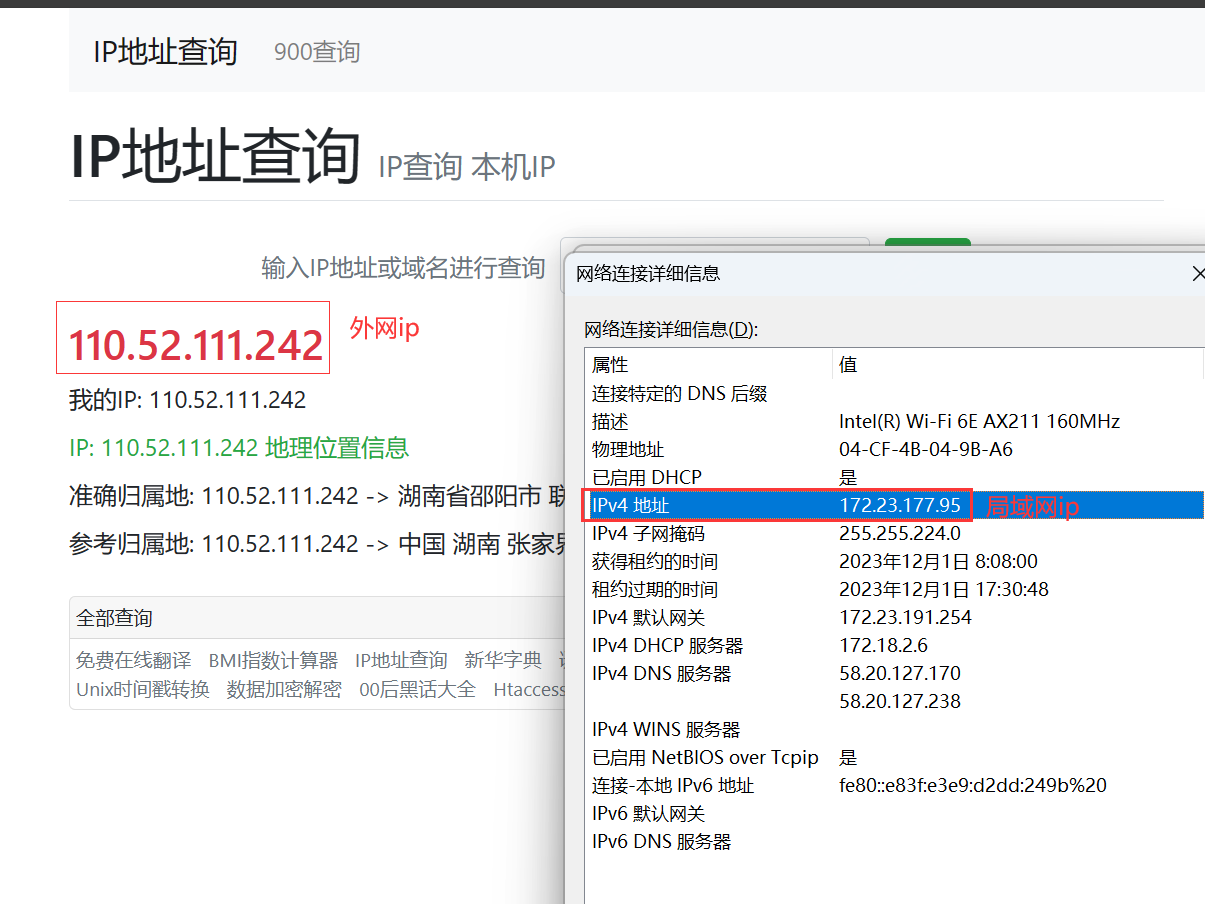 IP地址查询 900查询
IP地址查询 IP查询 本机IP
输入IP地址或域名进行查询
110.52.111.242 外网ip
我的IP: 110.52.111.242
IP: 110.52.111.242 地理位置信息
准确归属地: 110.52.111.242 -> 湖南省邵阳市
参考归属地: 110.52.111.242 -> 中国 湖南 张家界
全部查询
免费在线翻译 BMI指数计算器 IP地址查询 新华字典
Unix时间戳转换 数据加密解密 00后黑话大全 Htaccess
网络连接详细信息
网络连接详细信息(D):
属性 值
连接特定的 DNS 后缀
描述 Intel(R) Wi-Fi 6E AX211 160MHz
物理地址 04-CF-4B-04-9B-A6
已启用 DHCP 是
IPv4 地址 172.23.177.95 局域网ip
IPv4 子网掩码 255.255.224.0
获得租约的时间 2023年12月1日 8:08:00
租约过期的时间 2023年12月1日 17:30:48
IPv4 默认网关 172.23.191.254
IPv4 DHCP 服务器 172.18.2.6
IPv4 DNS 服务器 58.20.127.170
58.20.127.238
IPv4 WINS 服务器
已启用 NetBIOS over Tcpip 是
连接-本地 IPv6 地址 fe80::e83f:e3e9:d2dd:249b%20
IPv6 默认网关
IPv6 DNS 服务器